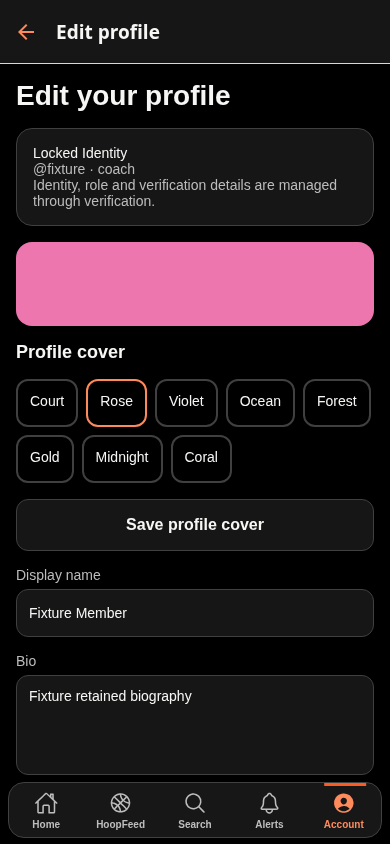 Edit profile
Edit your profile
Locked Identity
@fixture · coach
Identity, role and verification details are managed
through verification.
Profile cover
Court Rose Violet Ocean Forest
Gold Midnight Coral
Save profile cover
Display name
Fixture Member
Bio
Fixture retained biography
Home HoopFeed Search Alerts Account